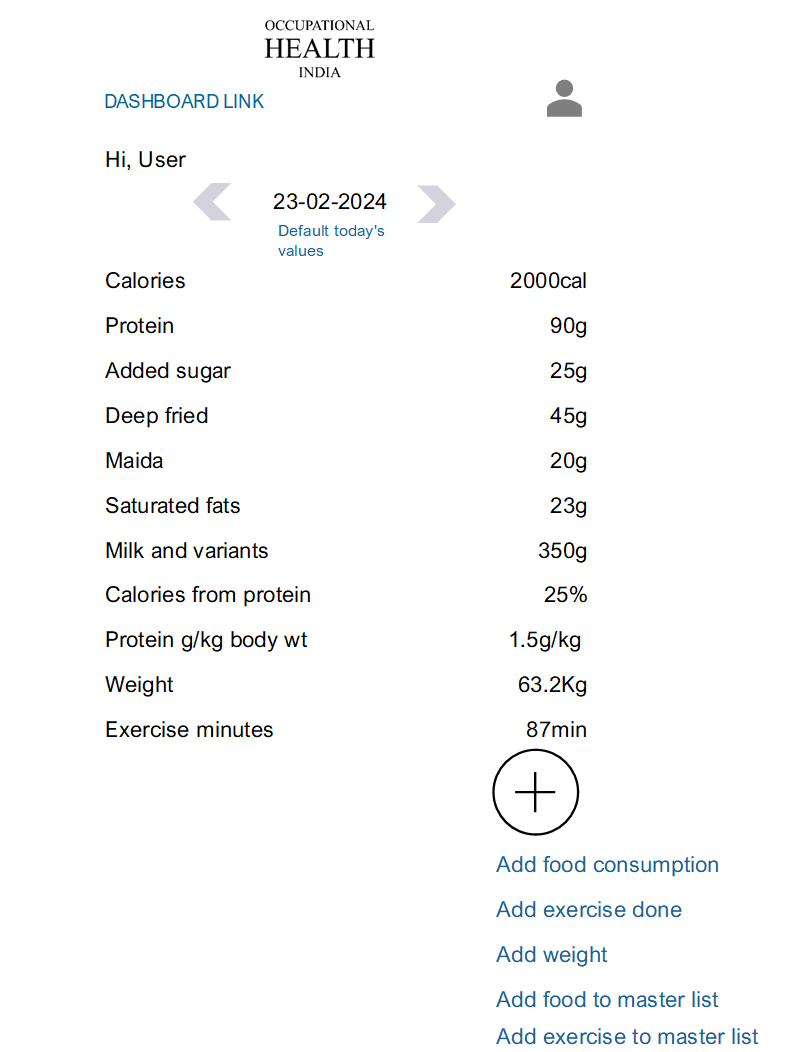 OCCUPATIONAL
HEALTH
INDIA
DASHBOARD LINK
Hi, User
23-02-2024
Default today's
values
Calories 2000cal
Protein 90g
Added sugar 25g
Deep fried 45g
Maida 20g
Saturated fats 23g
Milk and variants 350g
Calories from protein 25%
Protein g/kg body wt 1.5g/kg
Weight 63.2Kg
Exercise minutes 87min
Add food consumption
Add exercise done
Add weight
Add food to master list
Add exercise to master list